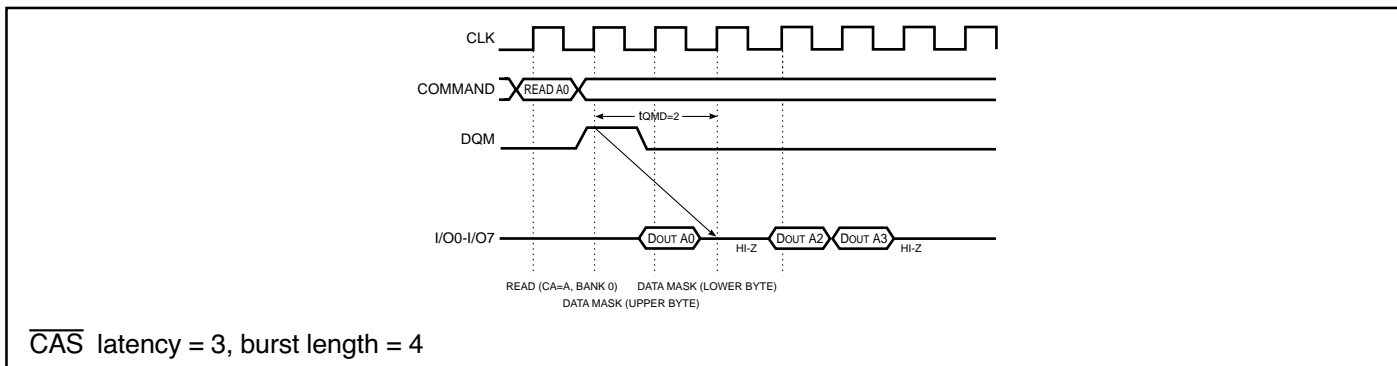 CLK
COMMAND READ A0
tQMD=2
DQM
I/O0-I/O7 DOUT A0 HI-Z DOUT A2 DOUT A3 HI-Z
READ (CA=A, BANK 0) DATA MASK (LOWER BYTE)
DATA MASK (UPPER BYTE)
CAS latency = 3, burst length = 4